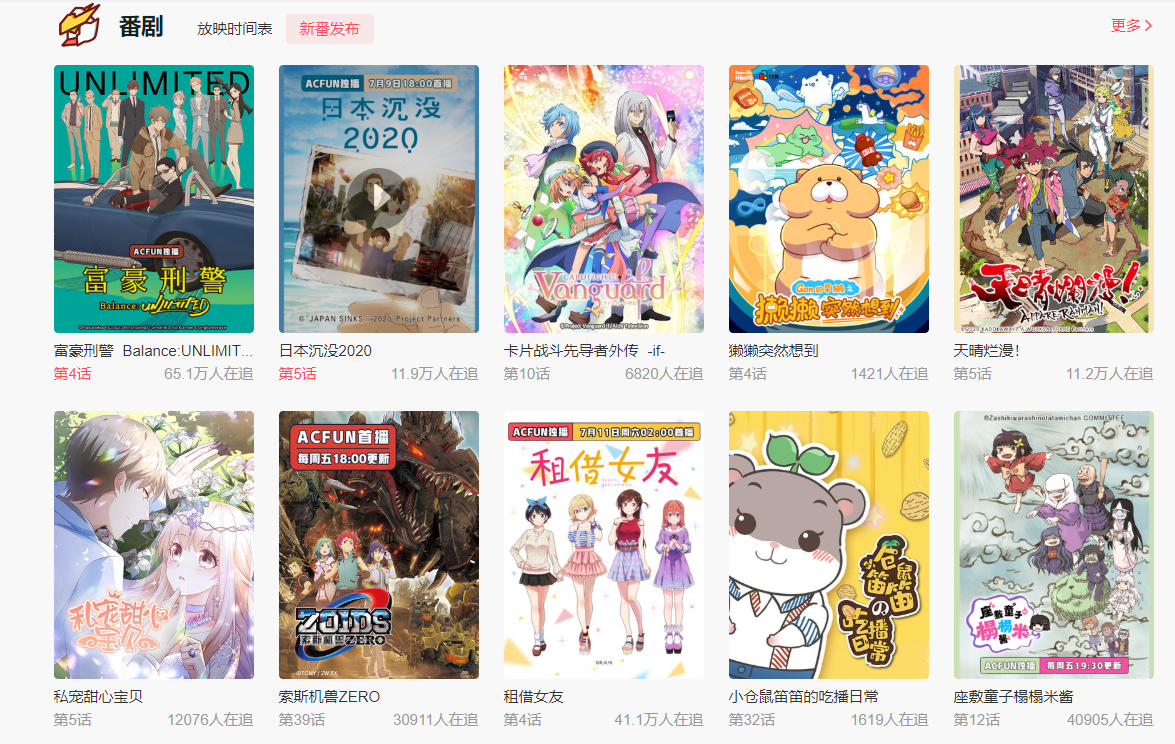 番剧
放映时间表
新番发布
更多
UNLIMITED
ACFUN独播
富豪刑警
Balance:UNLIMITED
富豪刑警 Balance:UNLIMIT...
第4话
65.1万人在追
ACFUN独播 7月9日18:00首播
日本沉没
2020
©"JAPAN SINKS : 2020"Project Partners
日本沉没2020
第5话
11.9万人在追
CARDFIGHT!!
Vanguard
©Project Vanguard if/Aichi Television
卡片战斗先导者外传 -if-
第10话
6820人在追
Gon的旱獭之
獭獭突然想到
獭獭突然想到
第4话
1421人在追
天晴爛漫!
APPARE-RANMAN!
天晴烂漫!
第5话
11.2万人在追
私宠甜心
宝贝
私宠甜心宝贝
第5话
12076人在追
ACFUN首播
每周五18:00更新
ZOIDS
索斯机兽ZERO
©TOMY/ZW,TX
索斯机兽ZERO
第39话
30911人在追
ACFUN独播 7月11日周六02:00首播
租借女友
租借女友
第4话
41.1万人在追
小仓鼠
笛笛の
吃播
日常
小仓鼠笛笛的吃播日常
第32话
1619人在追
©Zashikiwarashinotatamichan COMMITTEE
座敷童子
榻榻米
酱
ACFUN独播 每周五19:30更新
座敷童子榻榻米酱
第12话
40905人在追